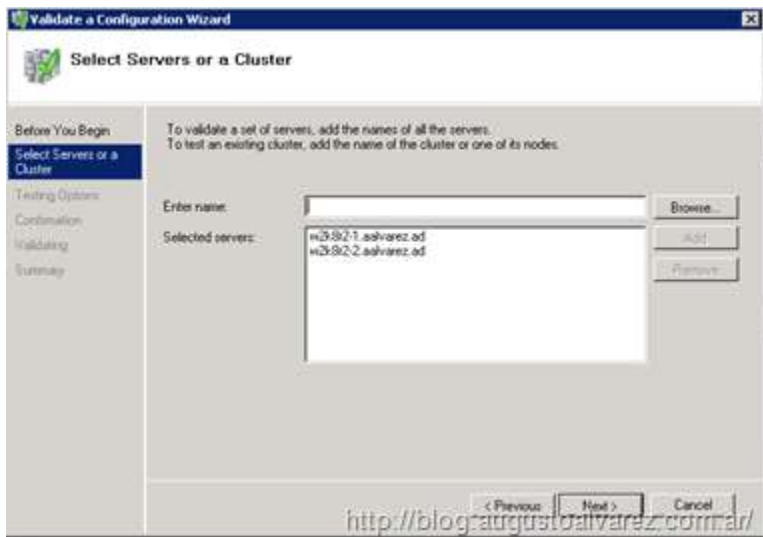 Validate a Configuration Wizard
Select Servers or a Cluster
Before You Begin
Select Servers or a
Cluster
Testing Options
Confirmation
Validating
Summary
To validate a set of servers, add the names of all the servers.
To test an existing cluster, add the name of the cluster or one of its nodes.
Enter name:
Browse...
Selected servers:
w2k8r2-1.aalvarez.ad
w2k8r2-2.aalvarez.ad
Add
Remove
< Previous
Next >
Cancel
http://blog.augustoalvarez.com.ar/